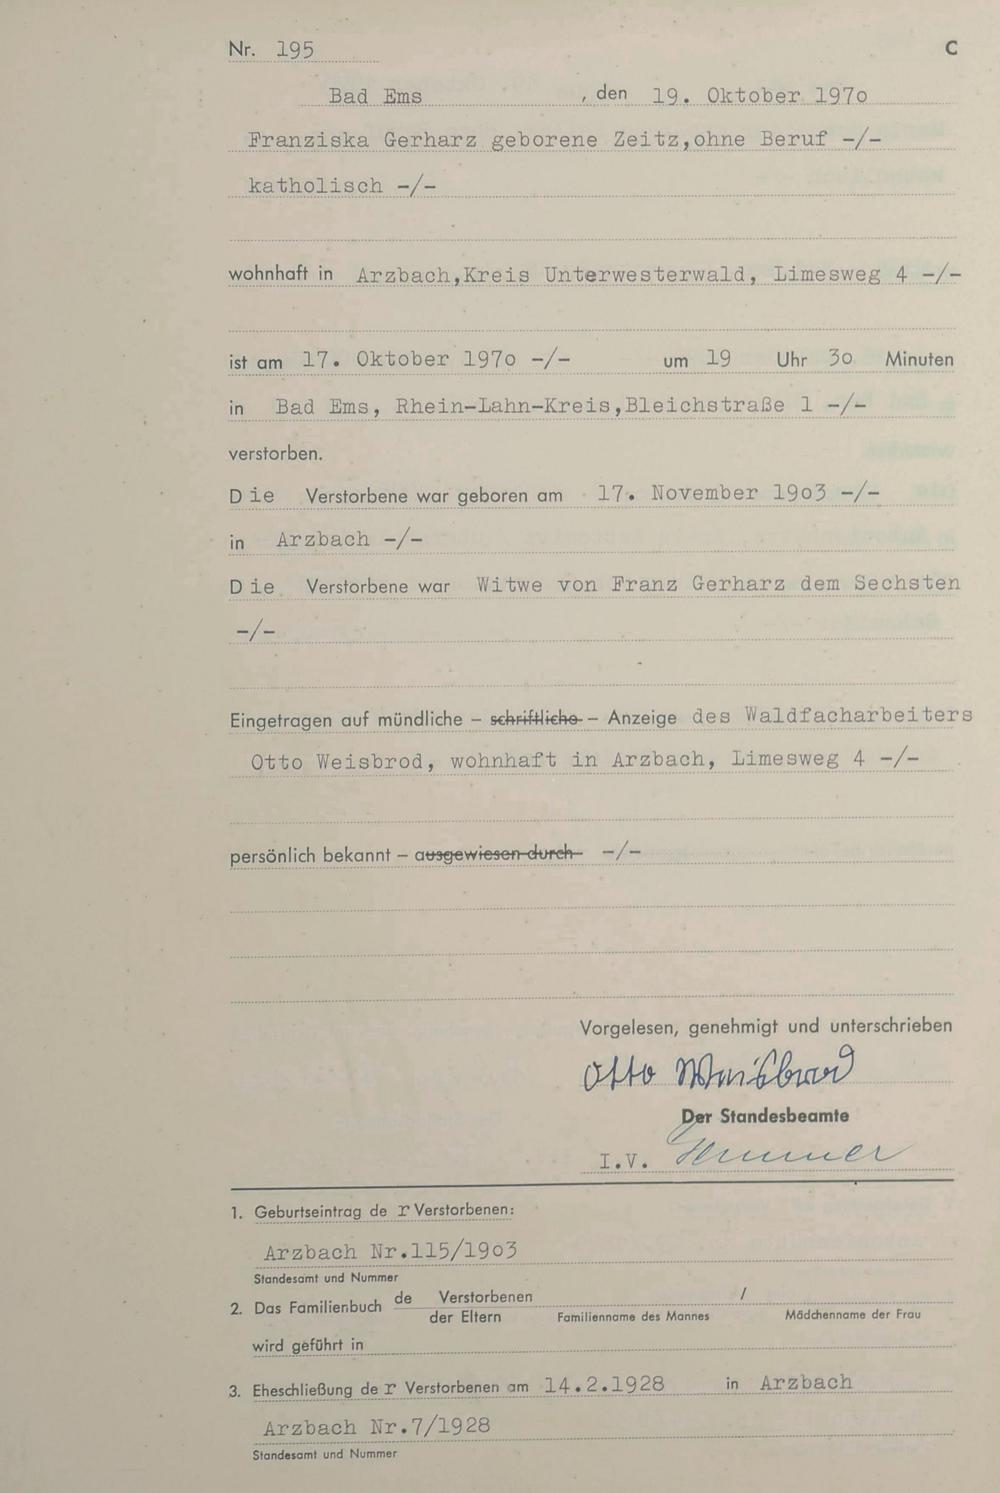 Nr. 195 C
Bad Ems , den 19. Oktober 197o
Franziska Gerharz geborene Zeitz,ohne Beruf -/-
katholisch -/-
wohnhaft in Arzbach,Kreis Unterwesterwald, Limesweg 4 -/-
ist am 17. Oktober 197o -/- um 19 Uhr 3o Minuten
in Bad Ems, Rhein-Lahn-Kreis,Bleichstraße 1 -/-
verstorben.
Die Verstorbene war geboren am 17. November 19o3 -/-
in Arzbach -/-
Die Verstorbene war Witwe von Franz Gerharz dem Sechsten
-/-
Eingetragen auf mündliche - schriftliche - Anzeige des Waldfacharbeiters
Otto Weisbrod, wohnhaft in Arzbach, Limesweg 4 -/-
persönlich bekannt - ausgewiesen durch -/-
Vorgelesen, genehmigt und unterschrieben
Otto Weisbrod
Der Standesbeamte
I.V.
1. Geburtseintrag de r Verstorbenen:
Arzbach Nr.115/19o3
Standesamt und Nummer
2. Das Familienbuch de Verstorbenen /
der Eltern Familienname des Mannes Mädchenname der Frau
wird geführt in
3. Eheschließung de r Verstorbenen am 14.2.1928 in Arzbach
Arzbach Nr.7/1928
Standesamt und Nummer